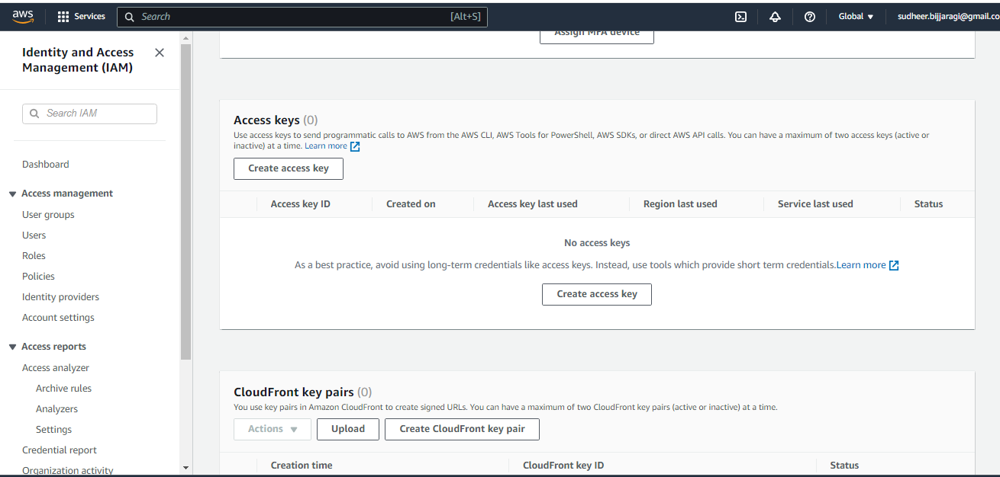 aws
Services
Search
[Alt+S]
Global
sudheer.bijjaragi@gmail.co
Identity and Access
Management (IAM)
Search IAM
Dashboard
Access management
User groups
Users
Roles
Policies
Identity providers
Account settings
Access reports
Access analyzer
Archive rules
Analyzers
Settings
Credential report
Organization activity
Assign MFA device
Access keys (0)
Use access keys to send programmatic calls to AWS from the AWS CLI, AWS Tools for PowerShell, AWS SDKs, or direct AWS API calls. You can have a maximum of two access keys (active or
inactive) at a time. Learn more
Create access key
Access key ID
Created on
Access key last used
Region last used
Service last used
Status
No access keys
As a best practice, avoid using long-term credentials like access keys. Instead, use tools which provide short term credentials.Learn more
Create access key
CloudFront key pairs (0)
You use key pairs in Amazon CloudFront to create signed URLs. You can have a maximum of two CloudFront key pairs (active or inactive) at a time.
Actions
Upload
Create CloudFront key pair
Creation time
CloudFront key ID
Status